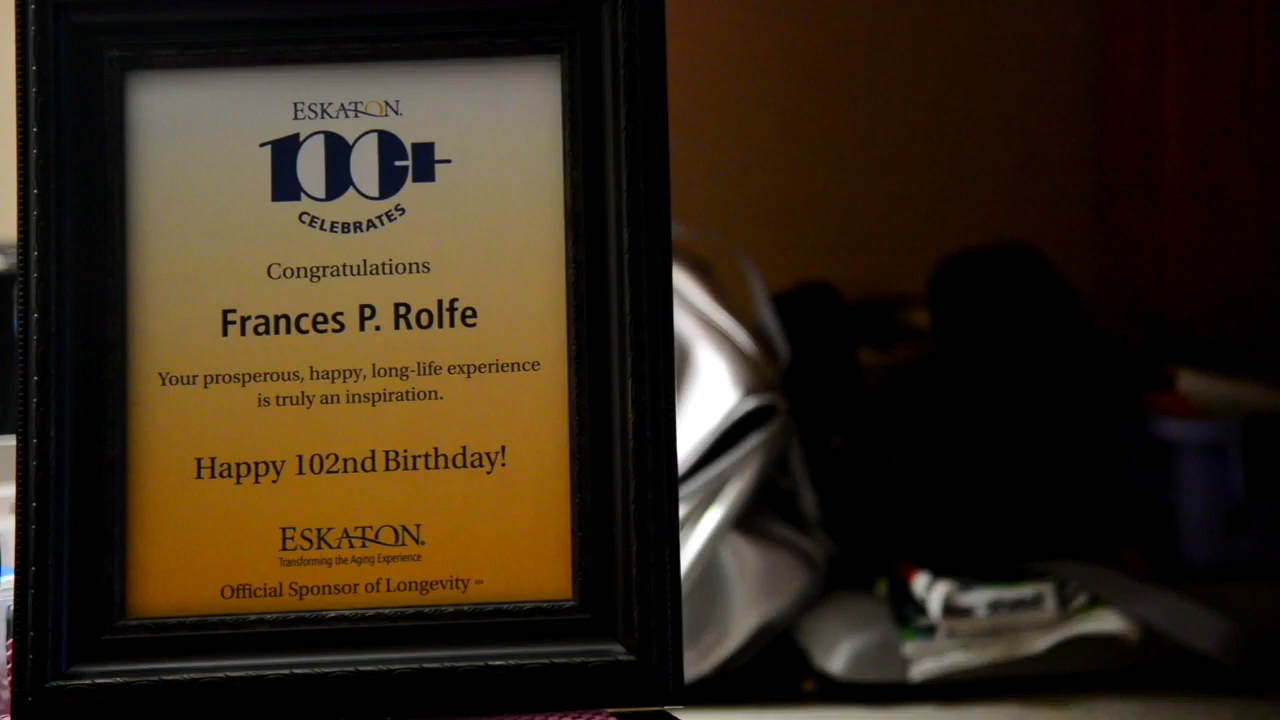 ESKATON.
100+
CELEBRATES
Congratulations
Frances P. Rolfe
Your prosperous, happy, long-life experience
is truly an inspiration.
Happy 102nd Birthday!
ESKATON®
Transforming the Aging Experience
Official Sponsor of Longevity ℠